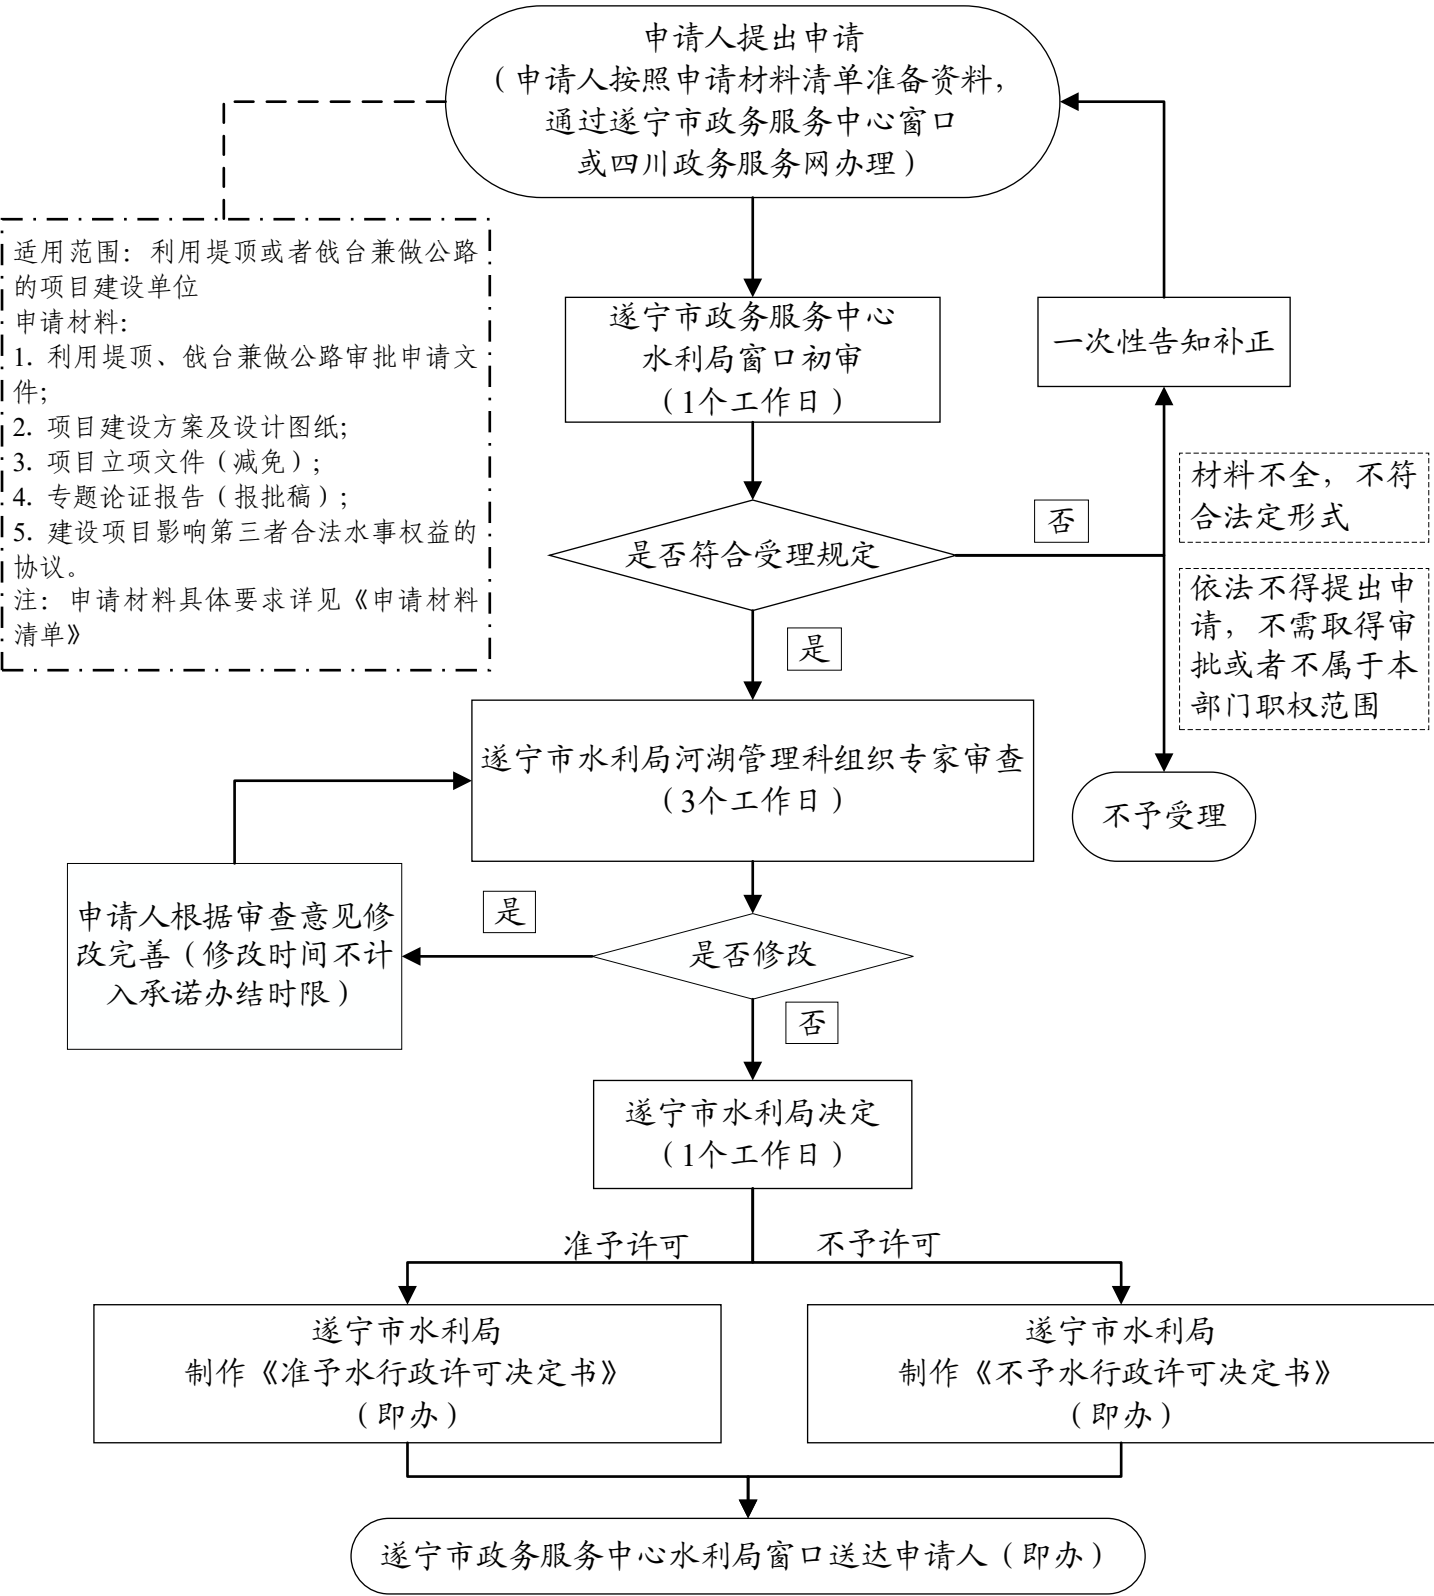 申请人提出申请
（申请人按照申请材料清单准备资料，
通过遂宁市政务服务中心窗口
或四川政务服务网办理）
适用范围：利用堤顶或者戗台兼做公路
的项目建设单位
申请材料：
1. 利用堤顶、戗台兼做公路审批申请文
件；
2. 项目建设方案及设计图纸；
3. 项目立项文件（减免）；
4. 专题论证报告（报批稿）；
5. 建设项目影响第三者合法水事权益的
协议。
注：申请材料具体要求详见《申请材料
清单》
遂宁市政务服务中心
水利局窗口初审
（1个工作日）
一次性告知补正
材料不全，不符
合法定形式
否
是否符合受理规定
依法不得提出申
请，不需取得审
批或者不属于本
部门职权范围
是
遂宁市水利局河湖管理科组织专家审查
（3个工作日）
不予受理
申请人根据审查意见修
改完善（修改时间不计
入承诺办结时限）
是
是否修改
否
遂宁市水利局决定
（1个工作日）
准予许可
不予许可
遂宁市水利局
制作《准予水行政许可决定书》
（即办）
遂宁市水利局
制作《不予水行政许可决定书》
（即办）
遂宁市政务服务中心水利局窗口送达申请人（即办）